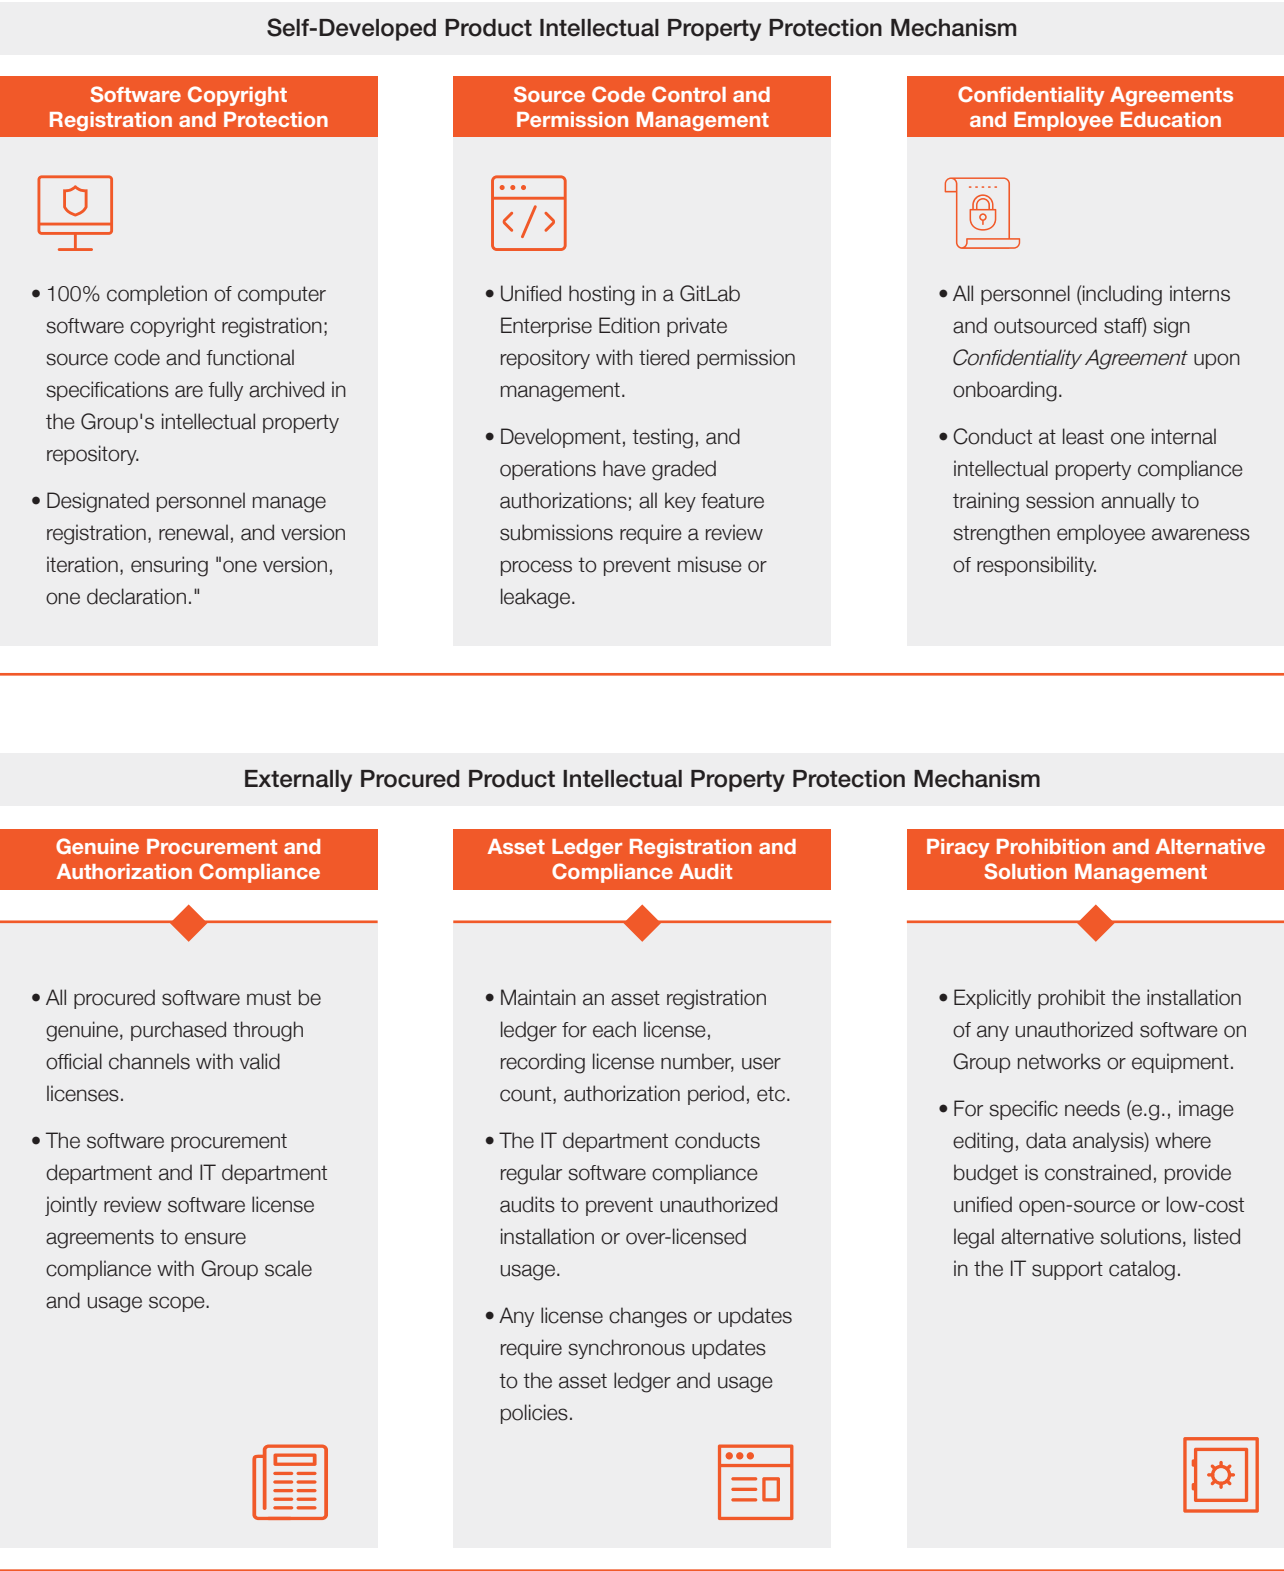 Self-Developed Product Intellectual Property Protection Mechanism
Software Copyright
Registration and Protection
• 100% completion of computer
software copyright registration;
source code and functional
specifications are fully archived in
the Group's intellectual property
repository.
• Designated personnel manage
registration, renewal, and version
iteration, ensuring "one version,
one declaration."
Source Code Control and
Permission Management
• Unified hosting in a GitLab
Enterprise Edition private
repository with tiered permission
management.
• Development, testing, and
operations have graded
authorizations; all key feature
submissions require a review
process to prevent misuse or
leakage.
Confidentiality Agreements
and Employee Education
• All personnel (including interns
and outsourced staff) sign
Confidentiality Agreement upon
onboarding.
• Conduct at least one internal
intellectual property compliance
training session annually to
strengthen employee awareness
of responsibility.
Externally Procured Product Intellectual Property Protection Mechanism
Genuine Procurement and
Authorization Compliance
• All procured software must be
genuine, purchased through
official channels with valid
licenses.
• The software procurement
department and IT department
jointly review software license
agreements to ensure
compliance with Group scale
and usage scope.
Asset Ledger Registration and
Compliance Audit
• Maintain an asset registration
ledger for each license,
recording license number, user
count, authorization period, etc.
• The IT department conducts
regular software compliance
audits to prevent unauthorized
installation or over-licensed
usage.
• Any license changes or updates
require synchronous updates
to the asset ledger and usage
policies.
Piracy Prohibition and Alternative
Solution Management
• Explicitly prohibit the installation
of any unauthorized software on
Group networks or equipment.
• For specific needs (e.g., image
editing, data analysis) where
budget is constrained, provide
unified open-source or low-cost
legal alternative solutions, listed
in the IT support catalog.